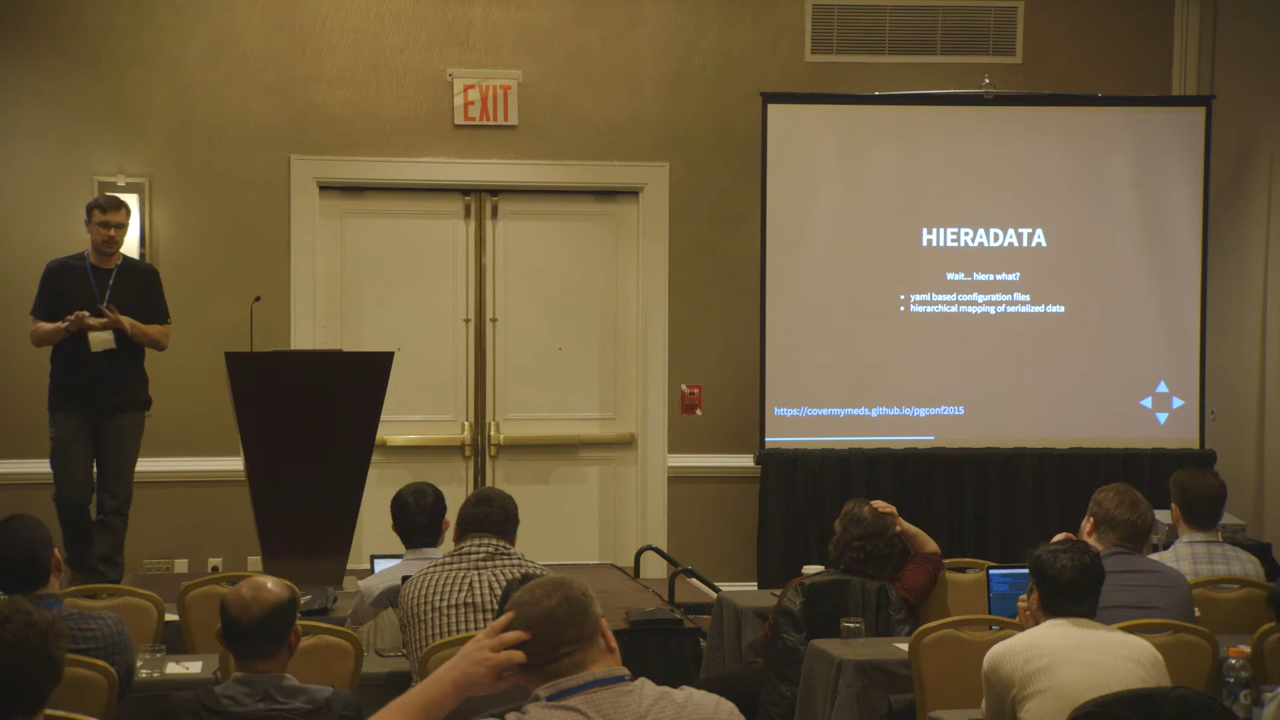 EXIT
HIERADATA
Wait... hiera what?
• yaml based configuration files
• hierarchical mapping of serialized data
https://covermymeds.github.io/pgconf2015